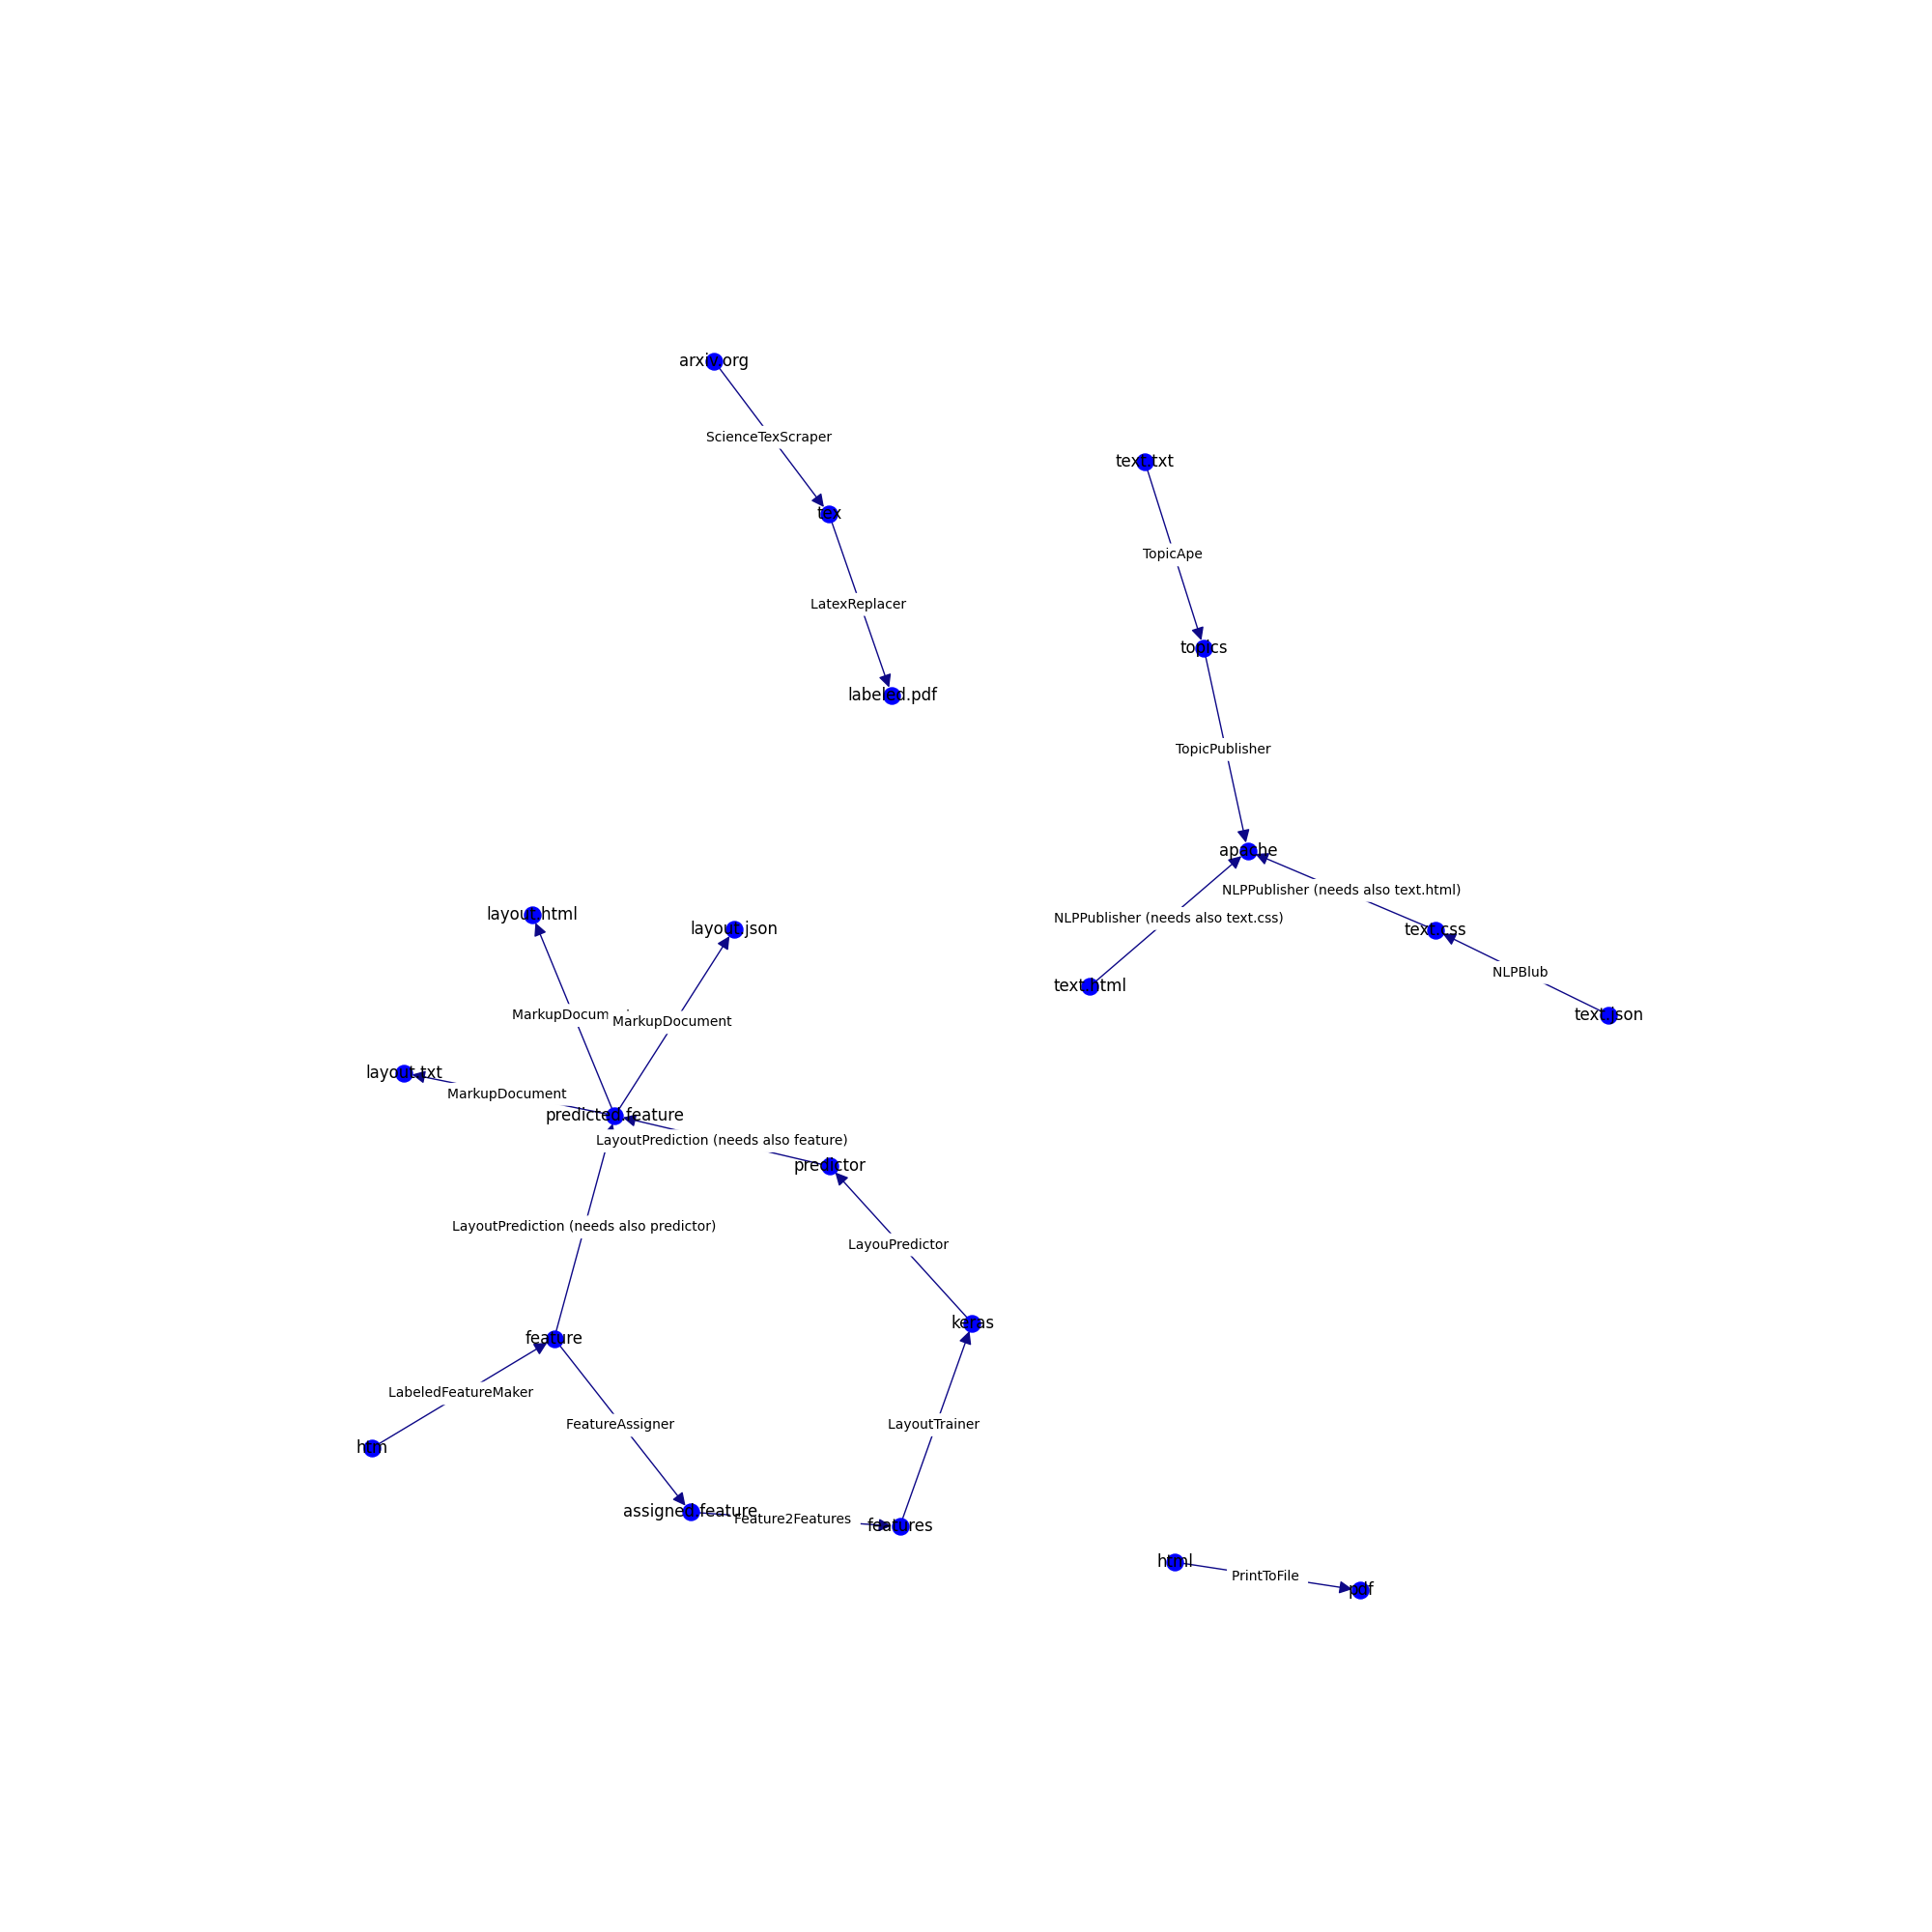 arxiv.org
ScienceTexScraper
text.txt
tex
TopicApe
LatexReplacer
topics
labeled.pdf
TopicPublisher
apache
NLPPublisher (needs also text.html)
layout.html
NLPPublisher (needs also text.css)
layout.json
text.css
NLPBlub
text.html
MarkupDocum
MarkupDocument
text.json
layout.txt
MarkupDocument
predicted.feature
LayoutPrediction (needs also feature)
predictor
LayoutPrediction (needs also predictor)
LayouPredictor
keras
feature
LabeledFeatureMaker
FeatureAssigner
LayoutTrainer
htm
assigned.feature
Feature2Features
features
html
PrintToFile
pdf